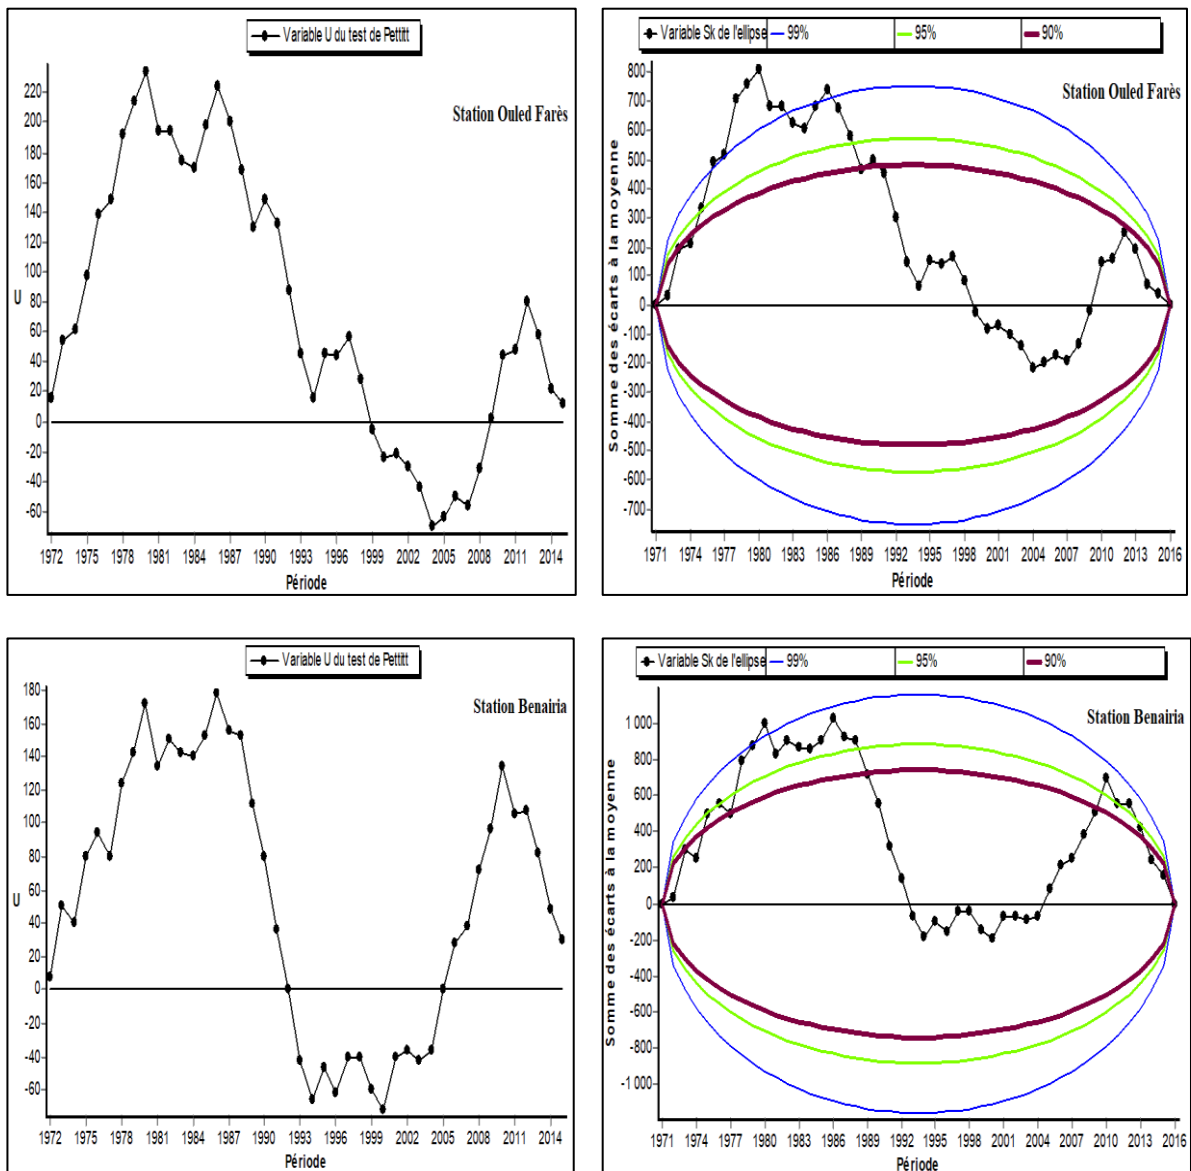 Variable U du test de Pettitt
220
200
180
160
140
120
100
80
60
40
20
0
-20
-40
-60
U
Station Ouled Farès
1972 1975 1978 1981 1984 1987 1990 1993 1996 1999 2002 2005 2008 2011 2014
Période
Variable Sk de l'ellipse 99% 95% 90%
800
700
600
500
400
300
200
100
0
-100
-200
-300
-400
-500
-600
-700
Somme des écarts à la moyenne
Station Ouled Farès
1971 1974 1977 1980 1983 1986 1989 1992 1995 1998 2001 2004 2007 2010 2013 2016
Période
Variable U du test de Pettitt
180
160
140
120
100
80
60
40
20
0
-20
-40
-60
U
Station Benairia
1972 1975 1978 1981 1984 1987 1990 1993 1996 1999 2002 2005 2008 2011 2014
Période
Variable Sk de l'ellipse 99% 95% 90%
1 000
800
600
400
200
0
-200
-400
-600
-800
-1 000
Somme des écarts à la moyenne
Station Benairia
1971 1974 1977 1980 1983 1986 1989 1992 1995 1998 2001 2004 2007 2010 2013 2016
Période